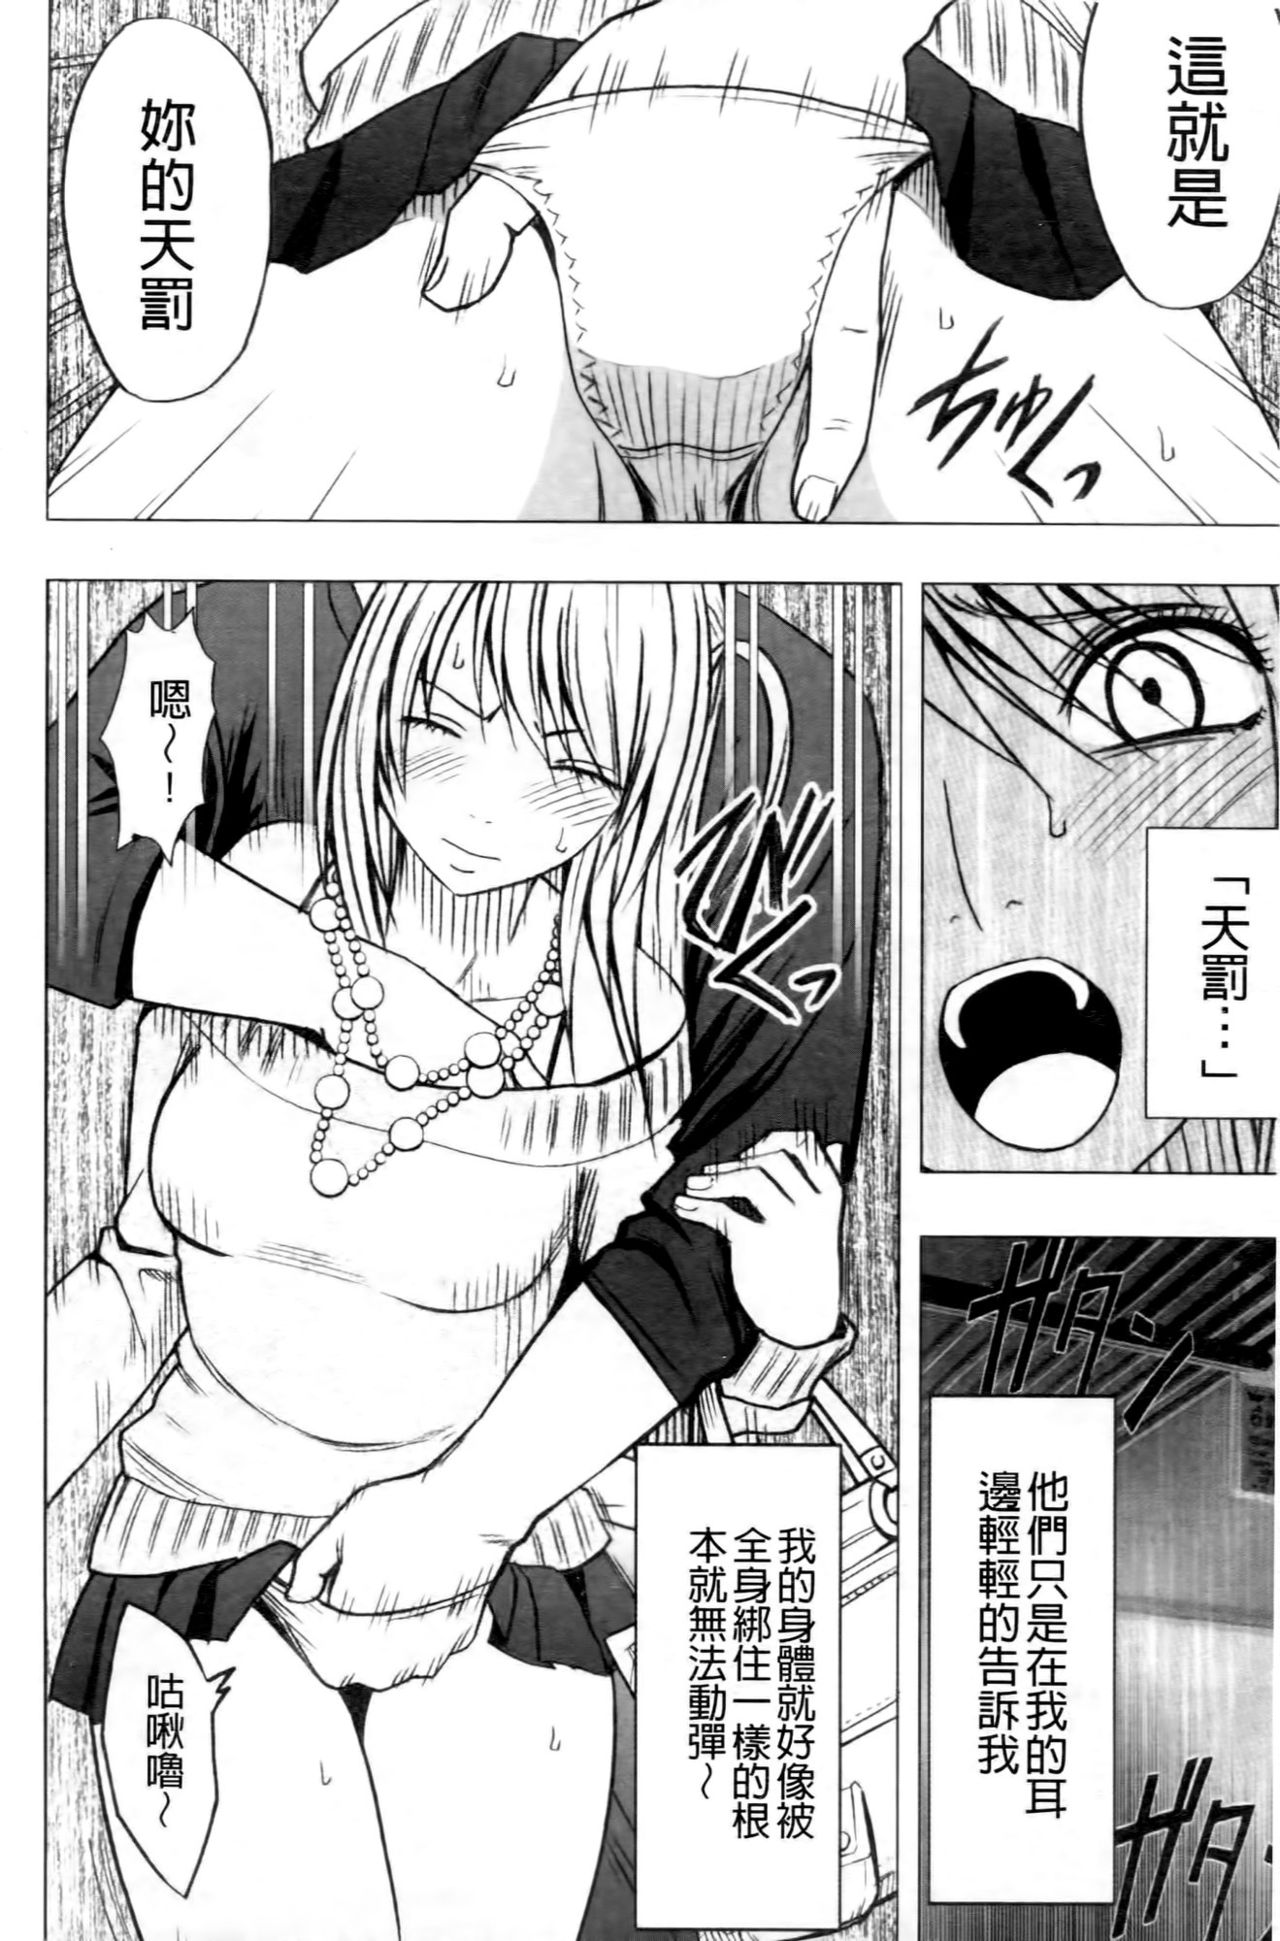 這就是
妳的天罰
ちゅくっ
「天罰…」
ガタン
他們只是在我的耳
邊輕輕的告訴我
ガタ
嗯～！
我的身體就好像被
全身綁住一樣的根
本就無法動彈～
咕啾嚕～